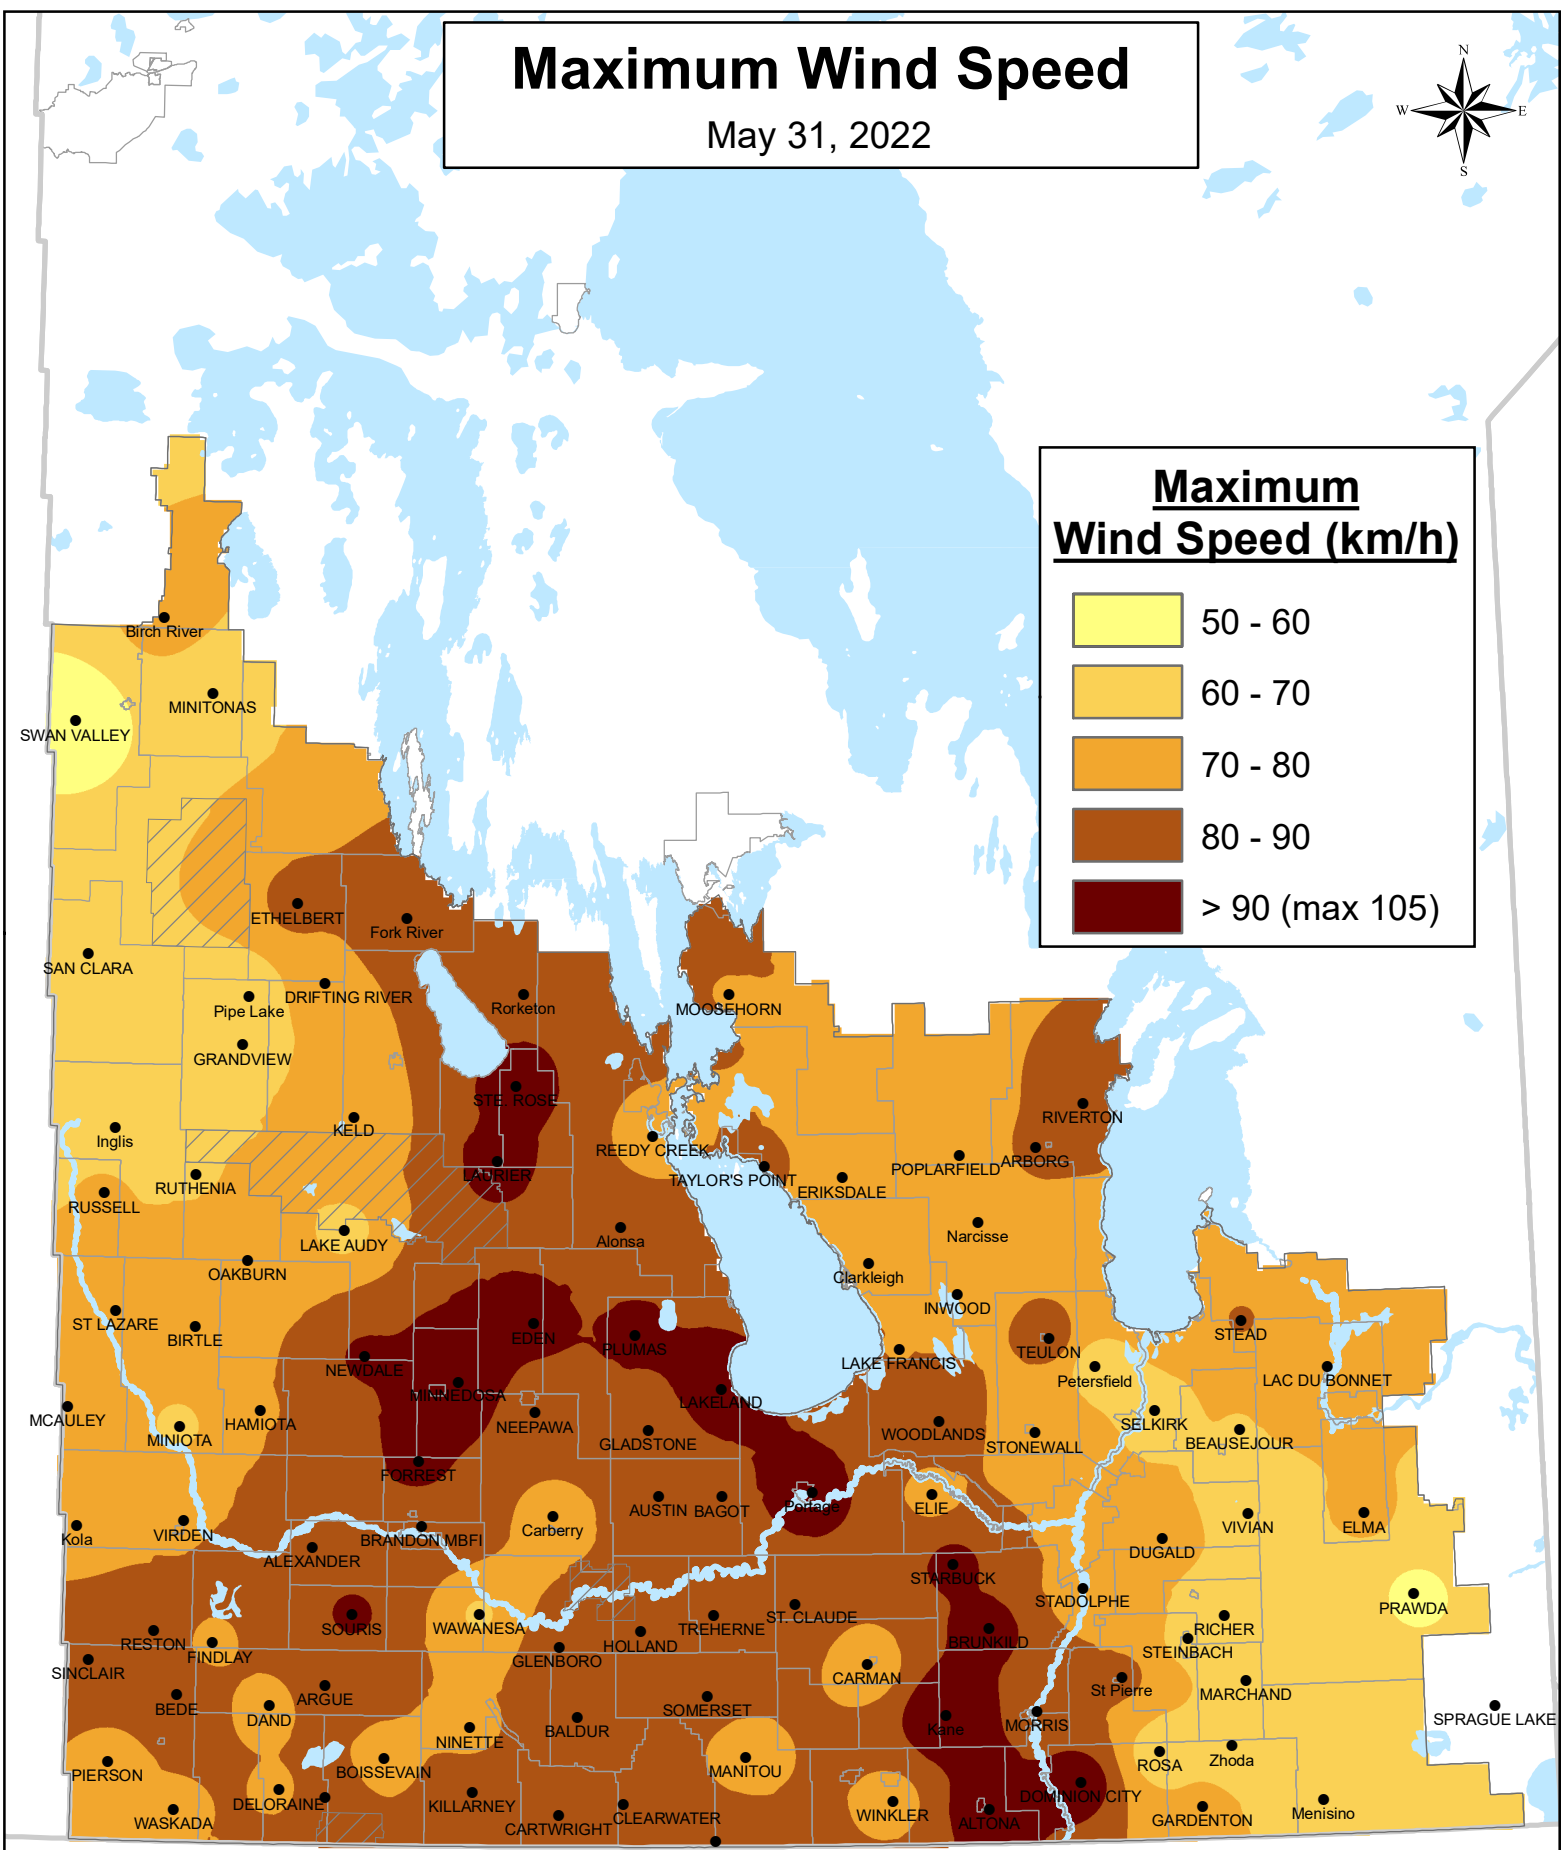 Maximum Wind Speed
May 31, 2022
N
W
E
S
Maximum
Wind Speed (km/h)
50 - 60
60 - 70
70 - 80
80 - 90
> 90 (max 105)
Birch River
MINITONAS
SWAN VALLEY
ETHELBERT
Fork River
SAN CLARA
DRIFTING RIVER
Pipe Lake
Rorketon
MOOSEHORN
GRANDVIEW
STE. ROSE
RIVERTON
KELD
Inglis
REEDY CREEK
ARBORG
POPLARFIELD
LAURIER
TAYLOR'S POINT
RUTHENIA
ERIKSDALE
RUSSELL
Narcisse
Alonsa
LAKE AUDY
OAKBURN
Clarkleigh
INWOOD
ST LAZARE
BIRTLE
EDEN
STEAD
PLUMAS
TEULON
LAKE FRANCIS
NEWDALE
Petersfield
LAC DU BONNET
MINNEDOSA
LAKELAND
MCAULEY
HAMIOTA
NEEPAWA
SELKIRK
WOODLANDS
MINIOTA
GLADSTONE
STONEWALL
BEAUSEJOUR
FORREST
AUSTIN
BAGOT
Portage
ELIE
Carberry
VIVIAN
ELMA
Kola
VIRDEN
BRANDON MBFI
DUGALD
ALEXANDER
STARBUCK
STADOLPHE
PRAWDA
ST. CLAUDE
SOURIS
WAWANESA
TREHERNE
RICHER
RESTON
FINDLAY
HOLLAND
BRUNKILD
STEINBACH
GLENBORO
SINCLAIR
CARMAN
St Pierre
MARCHAND
BEDE
ARGUE
SOMERSET
DAND
SPRAGUE LAKE
BALDUR
Kane
MORRIS
NINETTE
PIERSON
BOISSEVAIN
MANITOU
ROSA
Zhoda
DELORAINE
KILLARNEY
DOMINION CITY
WASKADA
CARTWRIGHT
CLEARWATER
WINKLER
ALTONA
GARDENTON
Menisino